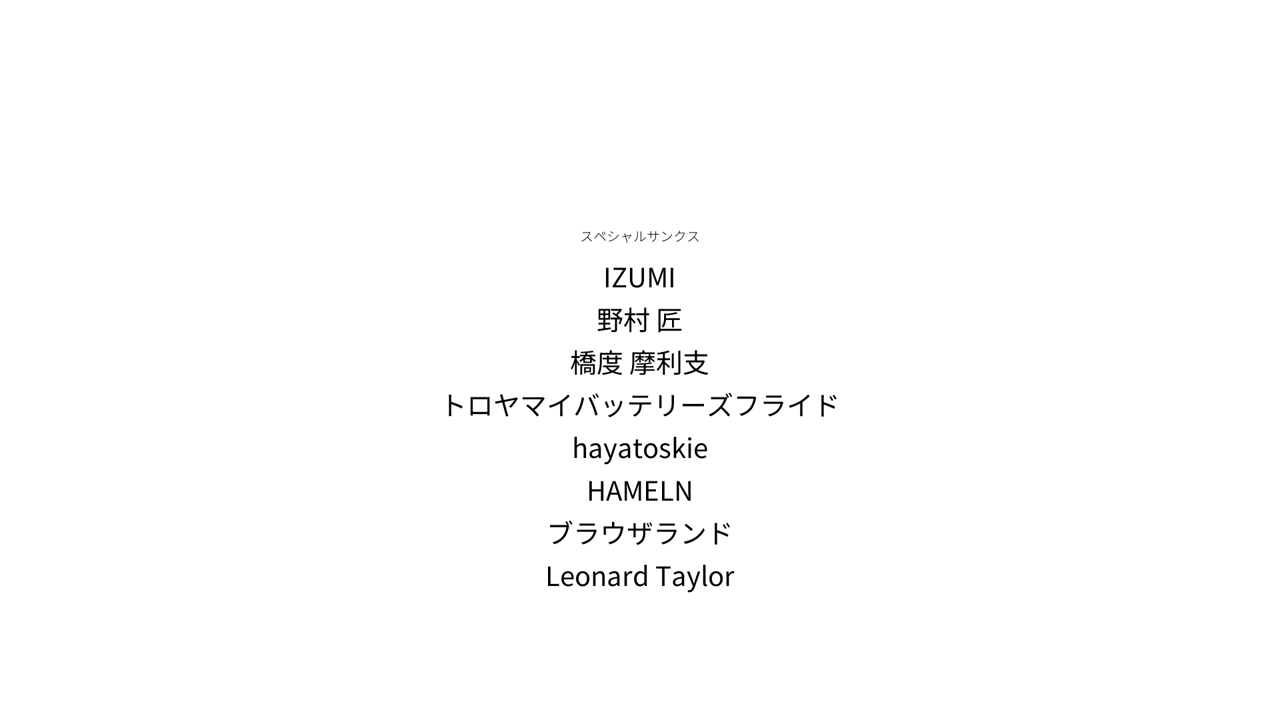 スペシャルサンクス
IZUMI
野村 匠
橋度 摩利支
トロヤマイバッテリーズフライド
hayatoskie
HAMELN
ブラウザランド
Leonard Taylor